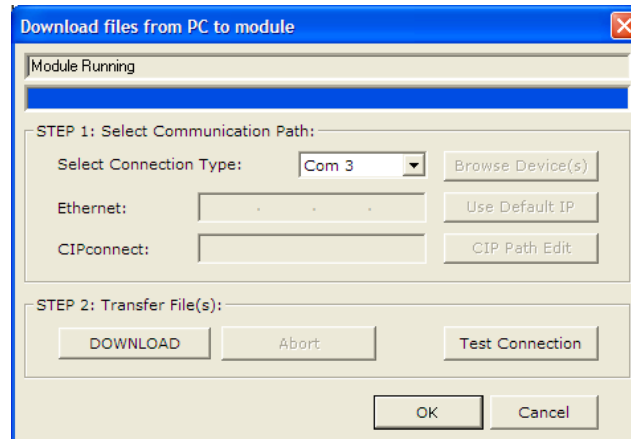 Download files from PC to module
Module Running
STEP 1: Select Communication Path:
Select Connection Type: Com 3 Browse Device(s)
Ethernet: . . . Use Default IP
CIPconnect: CIP Path Edit
STEP 2: Transfer File(s):
DOWNLOAD Abort Test Connection
OK Cancel